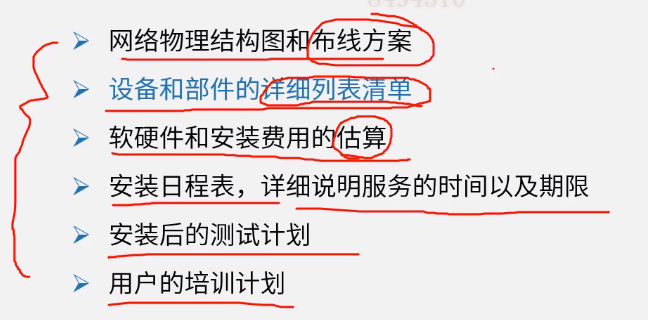 网络物理结构图和布线方案
设备和部件的详细列表清单
软硬件和安装费用的估算
安装日程表，详细说明服务的时间以及期限
安装后的测试计划
用户的培训计划